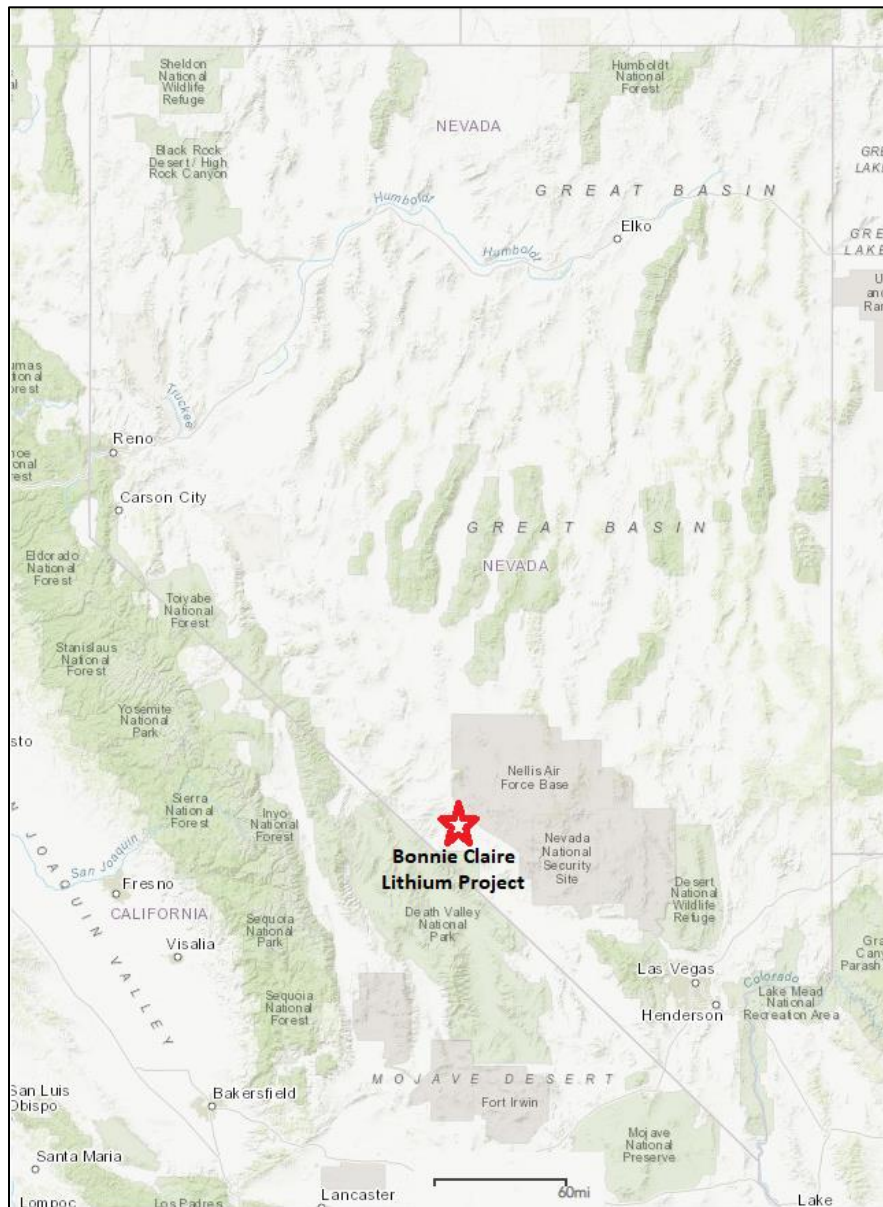 Sheldon
National
Wildlife
Refuge
Humboldt
National
Forest
NEVADA
Black Rock
Desert / High
Rock Canyon
GREAT BASIN
Humboldt
Elko
Humboldt
Truckee
Reno
Carson City
GREAT BASIN
NEVADA
Eldorado
National
Forest
Toiyabe
National
Forest
Stanislaus
National
Forest
Yosemite
National
Park
Nellis Air
Force Base
Sierra
National
Forest
Inyo
National
Forest
Bonnie Claire
Lithium Project
Nevada
National
Security
Site
San Joaquin
JOAQUIN VALLEY
Fresno
CALIFORNIA
Desert
National
Wildlife
Refuge
Sequoia
National
Park
Death Valley
National
Park
Visalia
Las Vegas
Colorado
Lake Mead
National
Recreation Area
Henderson
Sequoia
National
Forest
MOJAVE DESERT
San Luis
Obispo
Bakersfield
Fort Irwin
Mojave
National
Preserve
Santa Maria
60mi
Lompoc
Los Padres
Lancaster
Lake